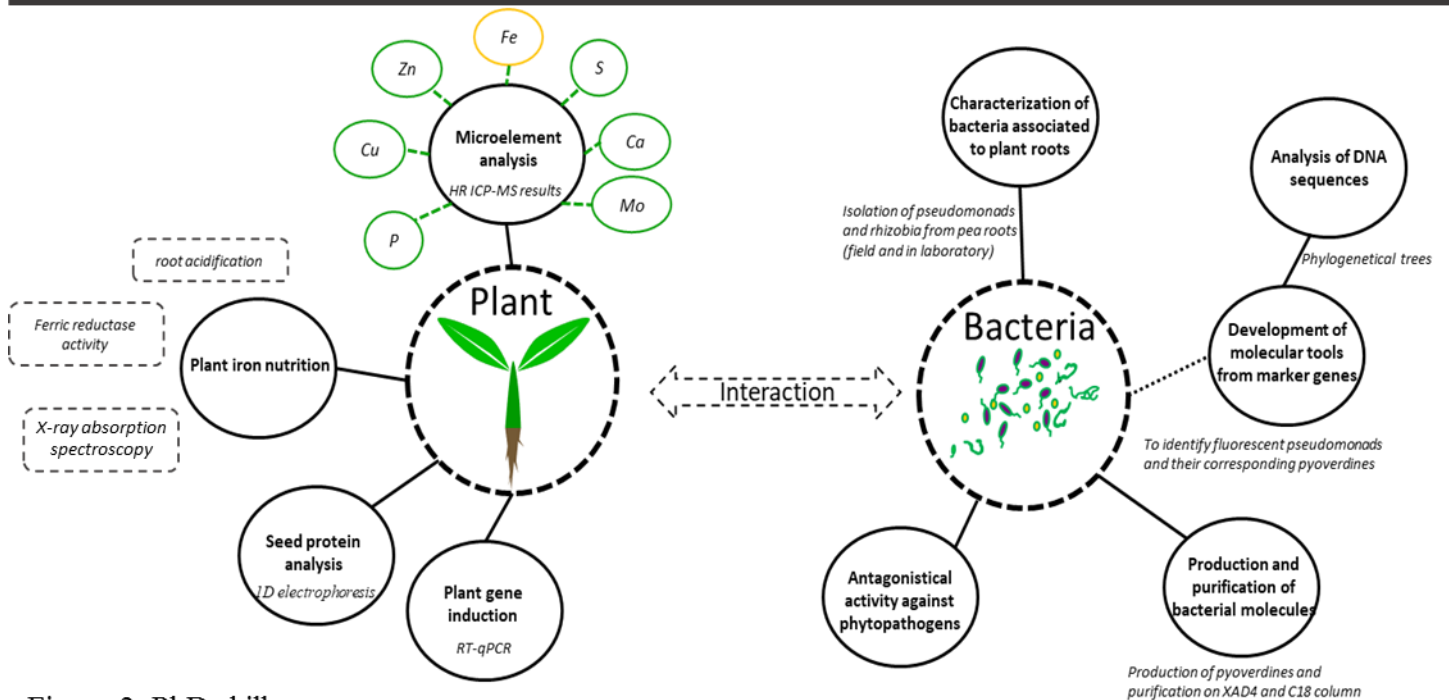 Fe
Zn
S
Cu
Ca
P
Mo
Microelement
analysis
HR ICP-MS results
root acidification
Ferric reductase
activity
X-ray absorption
spectroscopy
Plant iron nutrition
Plant
Seed protein
analysis
1D electrophoresis
Plant gene
induction
RT-qPCR
Interaction
Characterization of
bacteria associated
to plant roots
Isolation of pseudomonads
and rhizobia from pea roots
(field and in laboratory)
Bacteria
Analysis of DNA
sequences
Phylogenetical trees
Development of
molecular tools
from marker genes
To identify fluorescent pseudomonads
and their corresponding pyoverdines
Antagonistical
activity against
phytopathogens
Production and
purification of
bacterial molecules
Production of pyoverdines and
purification on XAD4 and C18 column